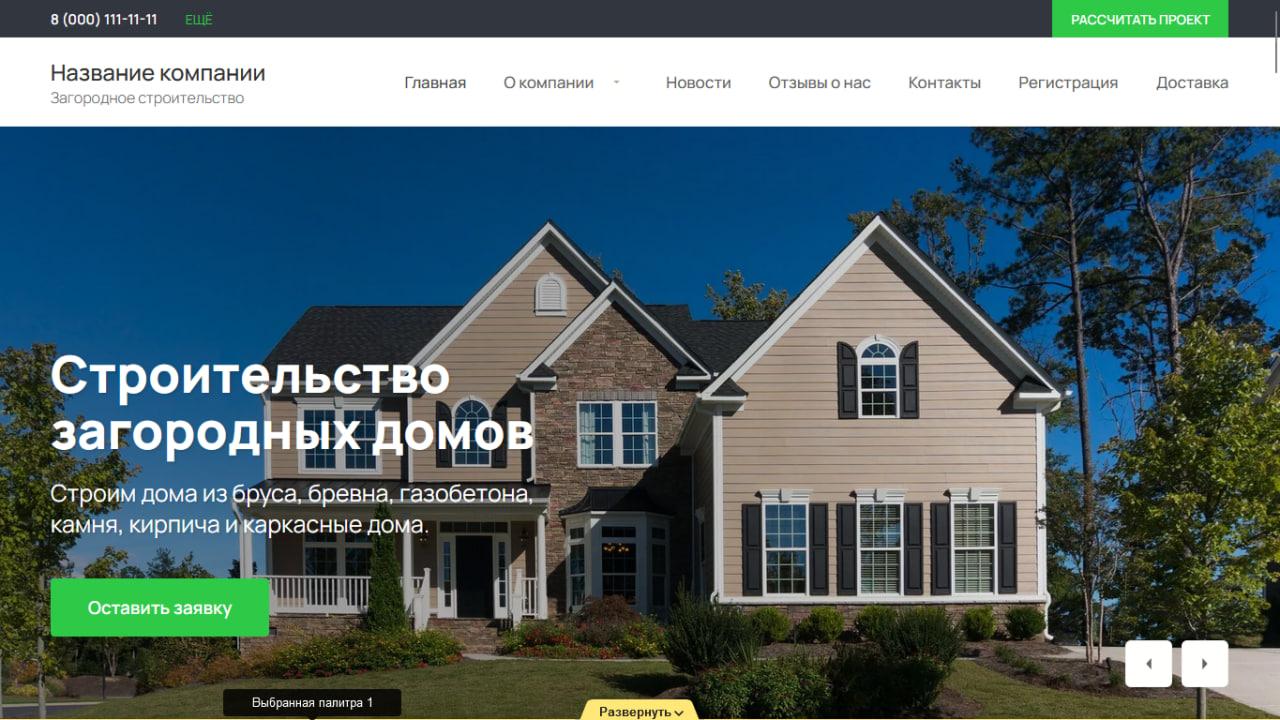 8 (000) 111-11-11
ЕЩЁ
РАССЧИТАТЬ ПРОЕКТ
Название компании
Загородное строительство
Главная
О компании
Новости
Отзывы о нас
Контакты
Регистрация
Доставка
Строительство
загородных домов
Строим дома из бруса, бревна, газобетона,
камня, кирпича и каркасные дома.
Оставить заявку
Выбранная палитра 1
Развернуть